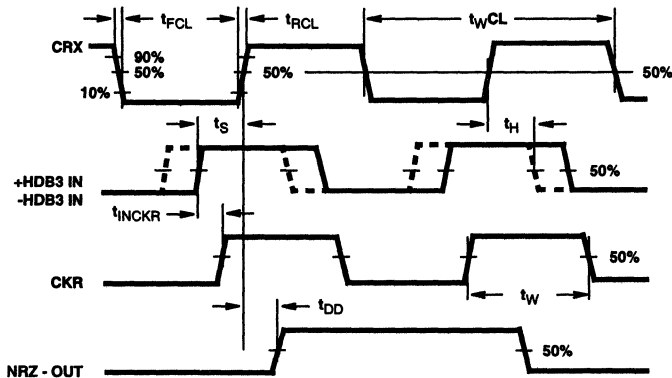 tFCL tRCL tWCL
CRX
90%
50% 50% 50%
10%
tS tH
+HDB3 IN
-HDB3 IN
50%
tINCKR
CKR
50%
tW
tDD
NRZ - OUT
50%